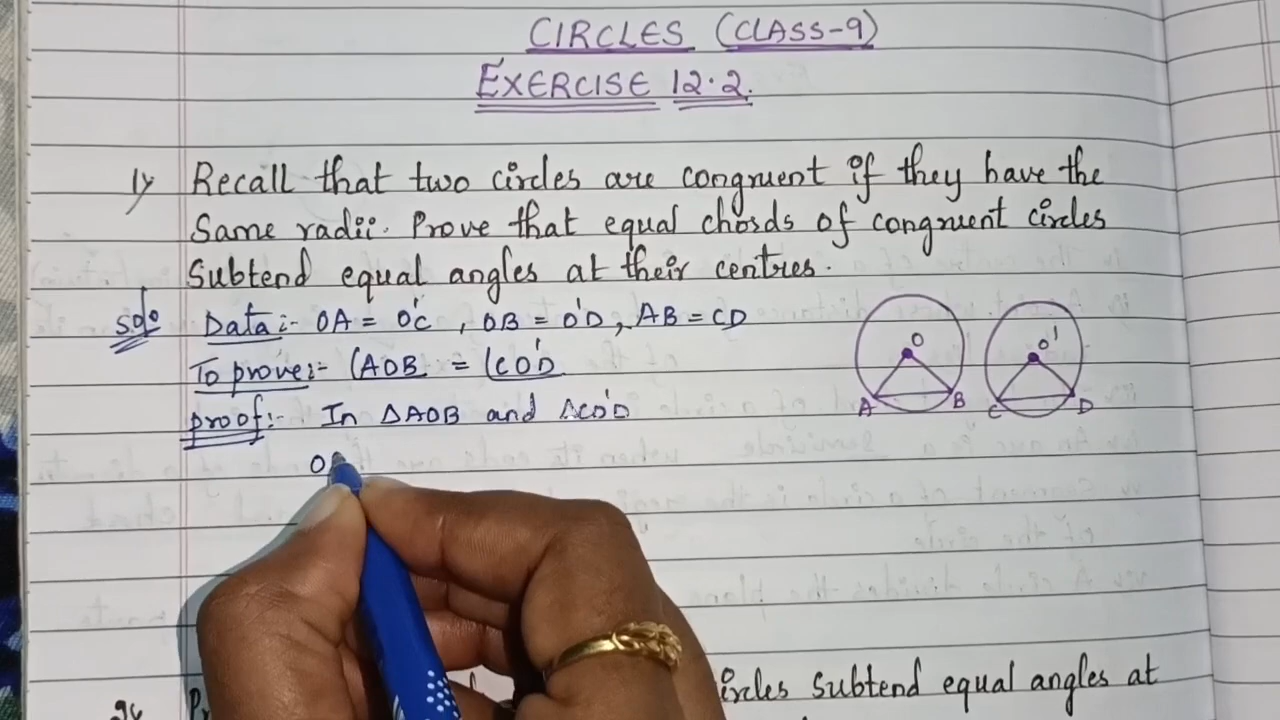 CIRCLES (CLASS-9)
EXERCISE 12.2.
1) Recall that two circles are congruent if they have the
Same radii. Prove that equal chords of congruent circles
Subtend equal angles at their centres.
Soln Data:- OA = O'C , OB = O'D, AB = CD
To prove:- ∠AOB = ∠CO'D
proof:- In ΔAOB and ΔCO'D
O
O
A
B
O'
C
D
ircles Subtend equal angles at